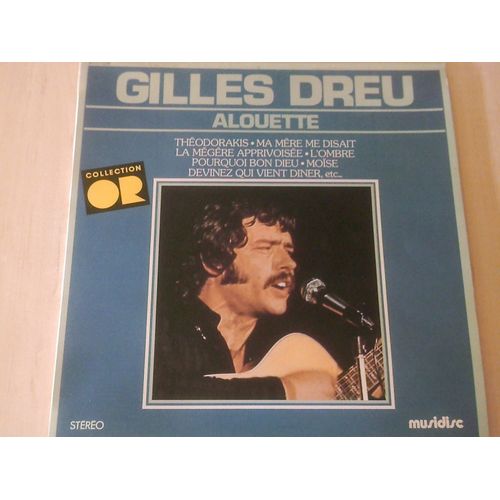 GILLES DREU
ALOUETTE
THÉODORAKIS • MA MÈRE ME DISAIT
LA MÉGÈRE APPRIVOISÉE • L'OMBRE
POURQUOI BON DIEU • MOÏSE
DEVINEZ QUI VIENT DINER, etc...
COLLECTION
OR
STÉRÉO
musidisc